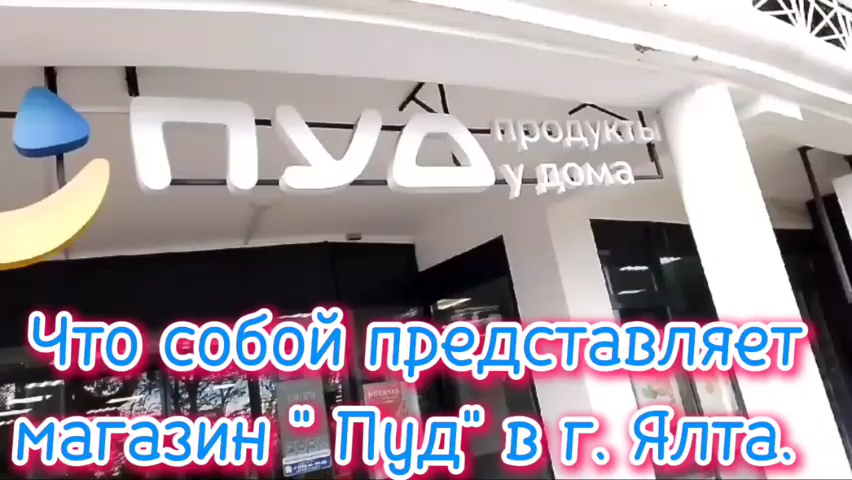 ПУД продукты
у дома
Что собой представляет
магазин " Пуд" в г. Ялта.